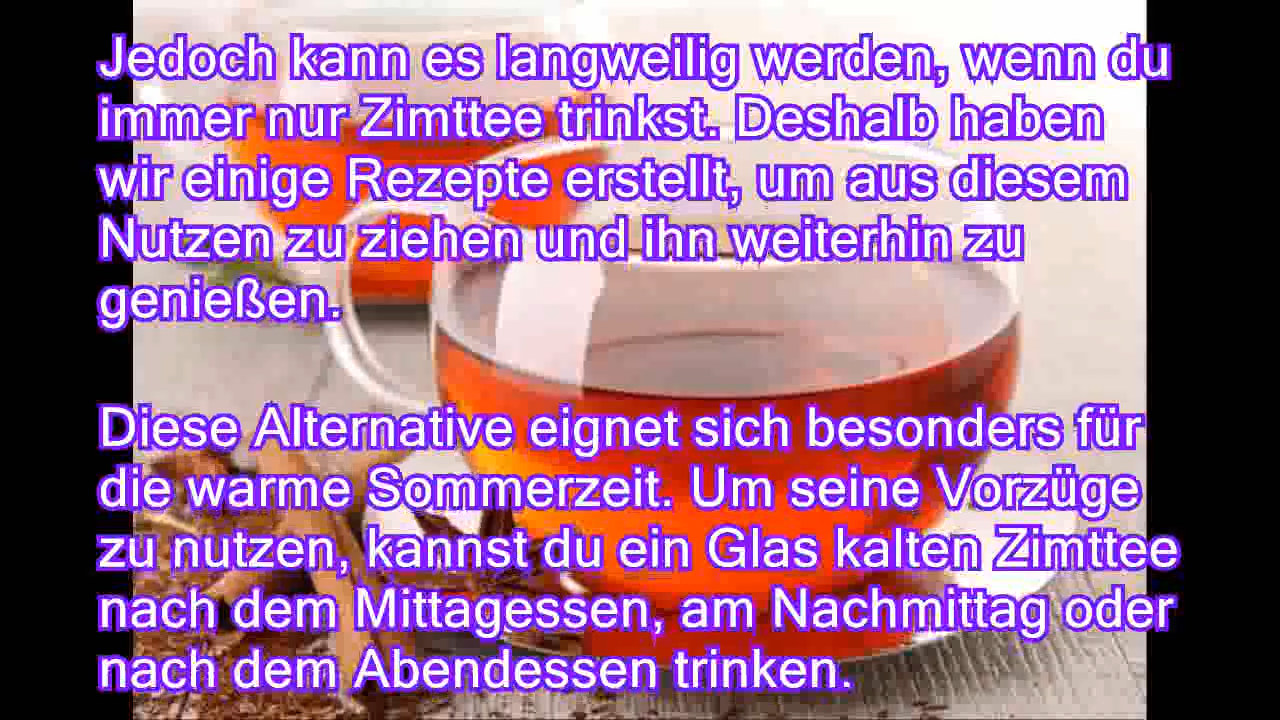 Jedoch kann es langweilig werden, wenn du
immer nur Zimttee trinkst. Deshalb haben
wir einige Rezepte erstellt, um aus diesem
Nutzen zu ziehen und ihn weiterhin zu
genießen.
Diese Alternative eignet sich besonders für
die warme Sommerzeit. Um seine Vorzüge
zu nutzen, kannst du ein Glas kalten Zimttee
nach dem Mittagessen, am Nachmittag oder
nach dem Abendessen trinken.